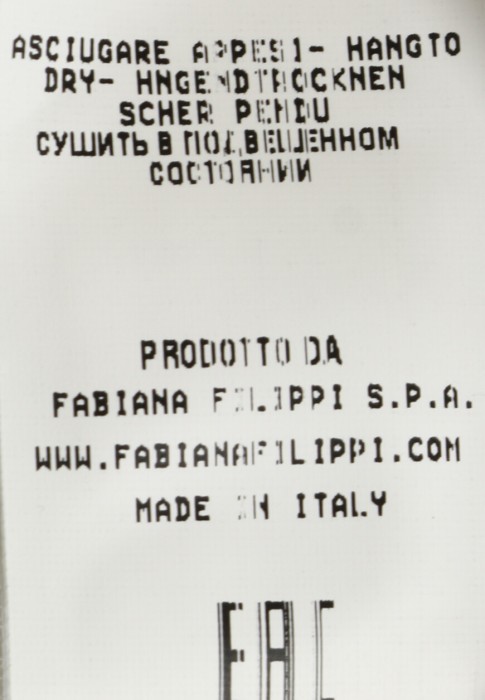 ASCIUGARE APPESI- HANGTO
DRY- HNGENDTROCKNEN
SCHER PENDU
СУШИТЬ В ПОДВЕШЕННОМ
СОСТОЯНИИ
PRODOTTO DA
FABIANA FILIPPI S.P.A.
WWW.FABIANAFILIPPI.COM
MADE IN ITALY
EAC